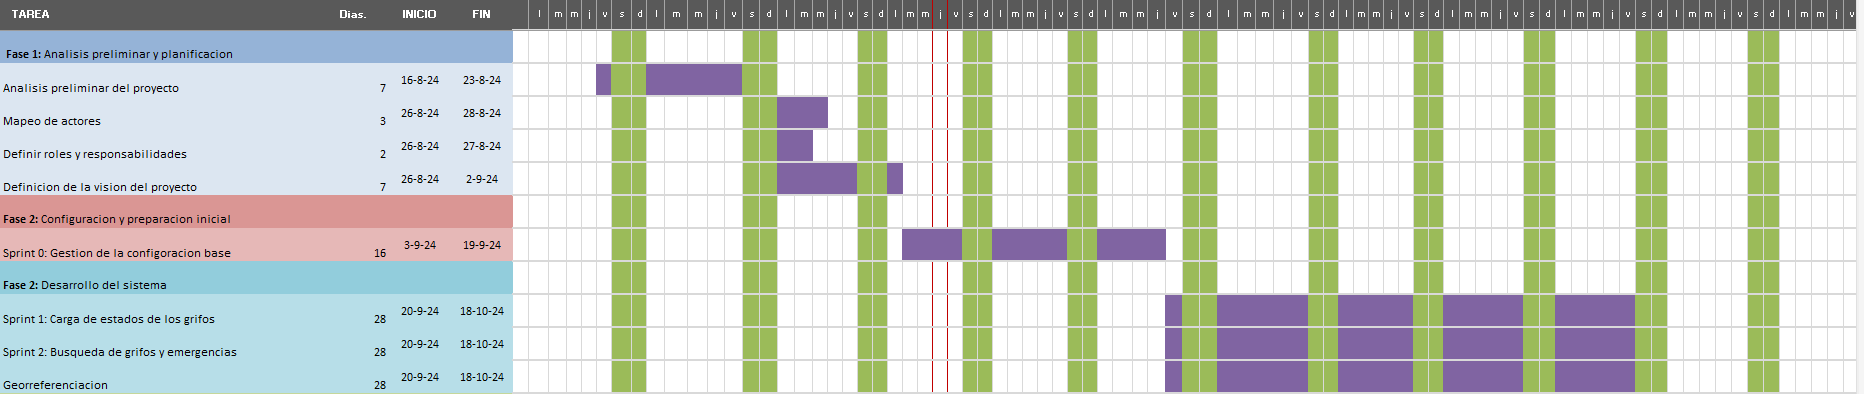 TAREA Dias. INICIO FIN l m m j v s d l m m j v s d l m m j v s d l m m j v s d l m m j v s d l m m j v s d l m m j v s d l m m j v s d l m m j v s d l m m j v s d l m m j v s d l m m j v
Fase 1: Analisis preliminar y planificacion
Analisis preliminar del proyecto 7 16-8-24 23-8-24
Mapeo de actores 3 26-8-24 28-8-24
Definir roles y responsabilidades 2 26-8-24 27-8-24
Definicion de la vision del proyecto 7 26-8-24 2-9-24
Fase 2: Configuracion y preparacion inicial
Sprint 0: Gestion de la configoracion base 16 3-9-24 19-9-24
Fase 2: Desarrollo del sistema
Sprint 1: Carga de estados de los grifos 28 20-9-24 18-10-24
Sprint 2: Busqueda de grifos y emergencias 28 20-9-24 18-10-24
Georreferenciacion 28 20-9-24 18-10-24